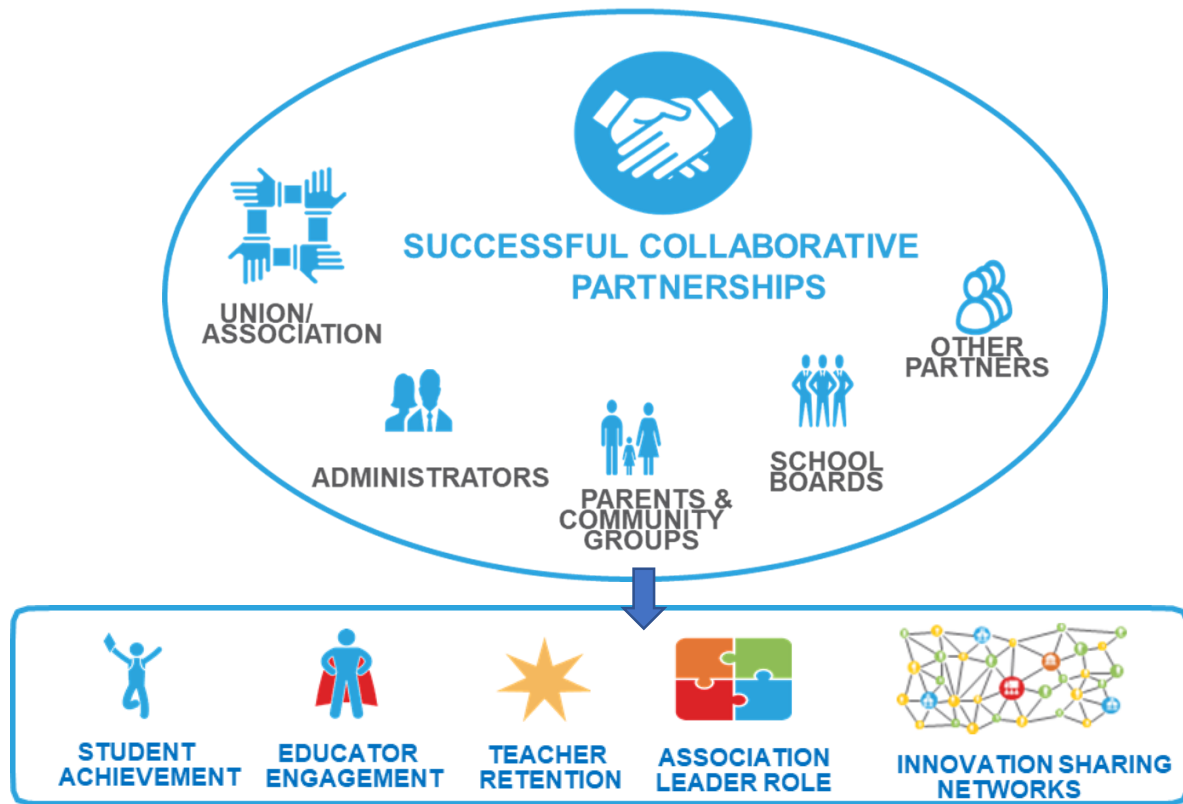 SUCCESSFUL COLLABORATIVE
PARTNERSHIPS
UNION/
ASSOCIATION
ADMINISTRATORS
PARENTS &
COMMUNITY
GROUPS
SCHOOL
BOARDS
OTHER
PARTNERS
STUDENT
ACHIEVEMENT
EDUCATOR
ENGAGEMENT
TEACHER
RETENTION
ASSOCIATION
LEADER ROLE
INNOVATION SHARING
NETWORKS